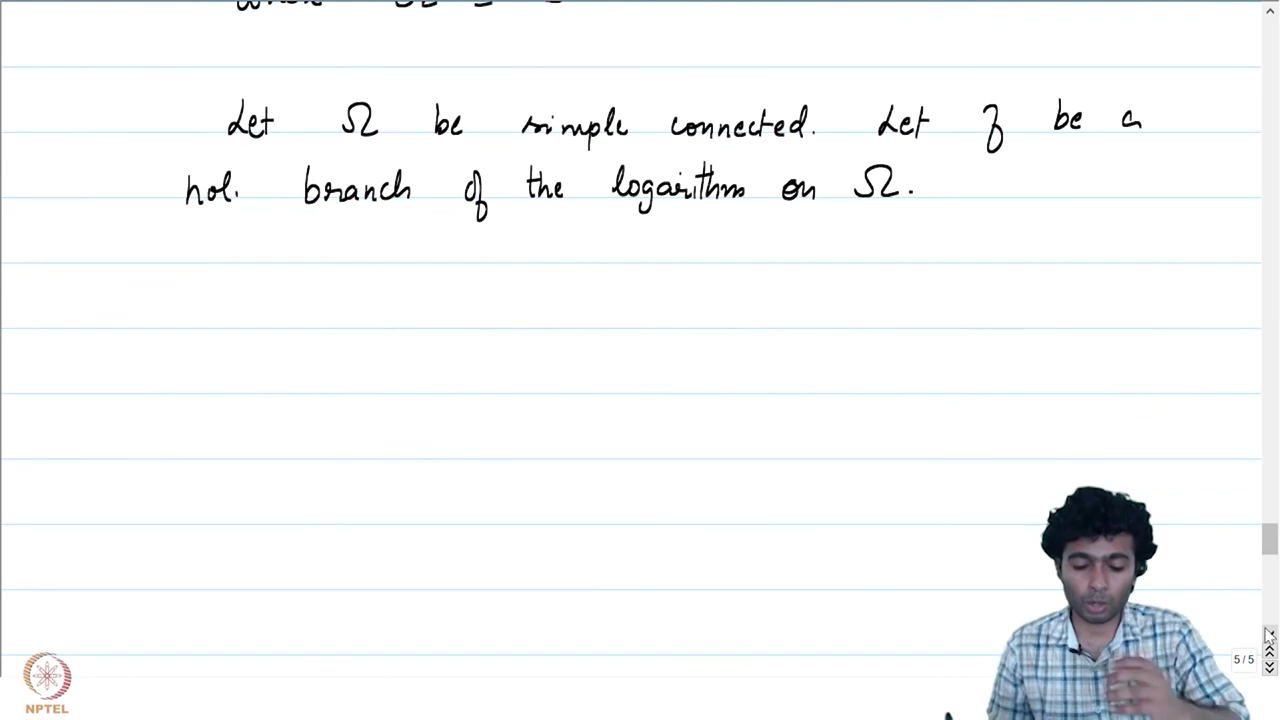 Let Ω be simple connected. Let f be a
hol. branch of the logarithm on Ω.
5 / 5
NPTEL